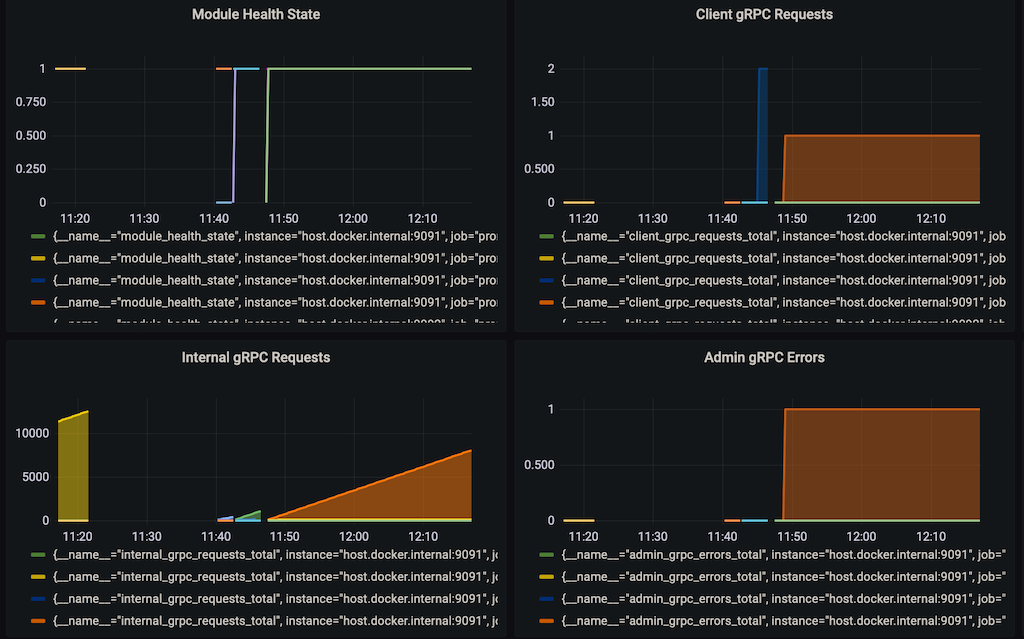 Module Health State
1
0.750
0.500
0.250
0
11:20 11:30 11:40 11:50 12:00 12:10
{__name__="module_health_state", instance="host.docker.internal:9091", job="pro
{__name__="module_health_state", instance="host.docker.internal:9091", job="pro
{__name__="module_health_state", instance="host.docker.internal:9091", job="pro
{__name__="module_health_state", instance="host.docker.internal:9091", job="pro
Client gRPC Requests
2
1.50
1
0.500
0
11:20 11:30 11:40 11:50 12:00 12:10
{__name__="client_grpc_requests_total", instance="host.docker.internal:9091", job
{__name__="client_grpc_requests_total", instance="host.docker.internal:9091", job
{__name__="client_grpc_requests_total", instance="host.docker.internal:9091", job
{__name__="client_grpc_requests_total", instance="host.docker.internal:9091", job
Internal gRPC Requests
10000
5000
0
11:20 11:30 11:40 11:50 12:00 12:10
{__name__="internal_grpc_requests_total", instance="host.docker.internal:9091", jo
{__name__="internal_grpc_requests_total", instance="host.docker.internal:9091", jo
{__name__="internal_grpc_requests_total", instance="host.docker.internal:9091", jo
{__name__="internal_grpc_requests_total", instance="host.docker.internal:9091", jo
Admin gRPC Errors
1
0.500
0
11:20 11:30 11:40 11:50 12:00 12:10
{__name__="admin_grpc_errors_total", instance="host.docker.internal:9091", job="
{__name__="admin_grpc_errors_total", instance="host.docker.internal:9091", job="
{__name__="admin_grpc_errors_total", instance="host.docker.internal:9091", job="
{__name__="admin_grpc_errors_total", instance="host.docker.internal:9091", job="